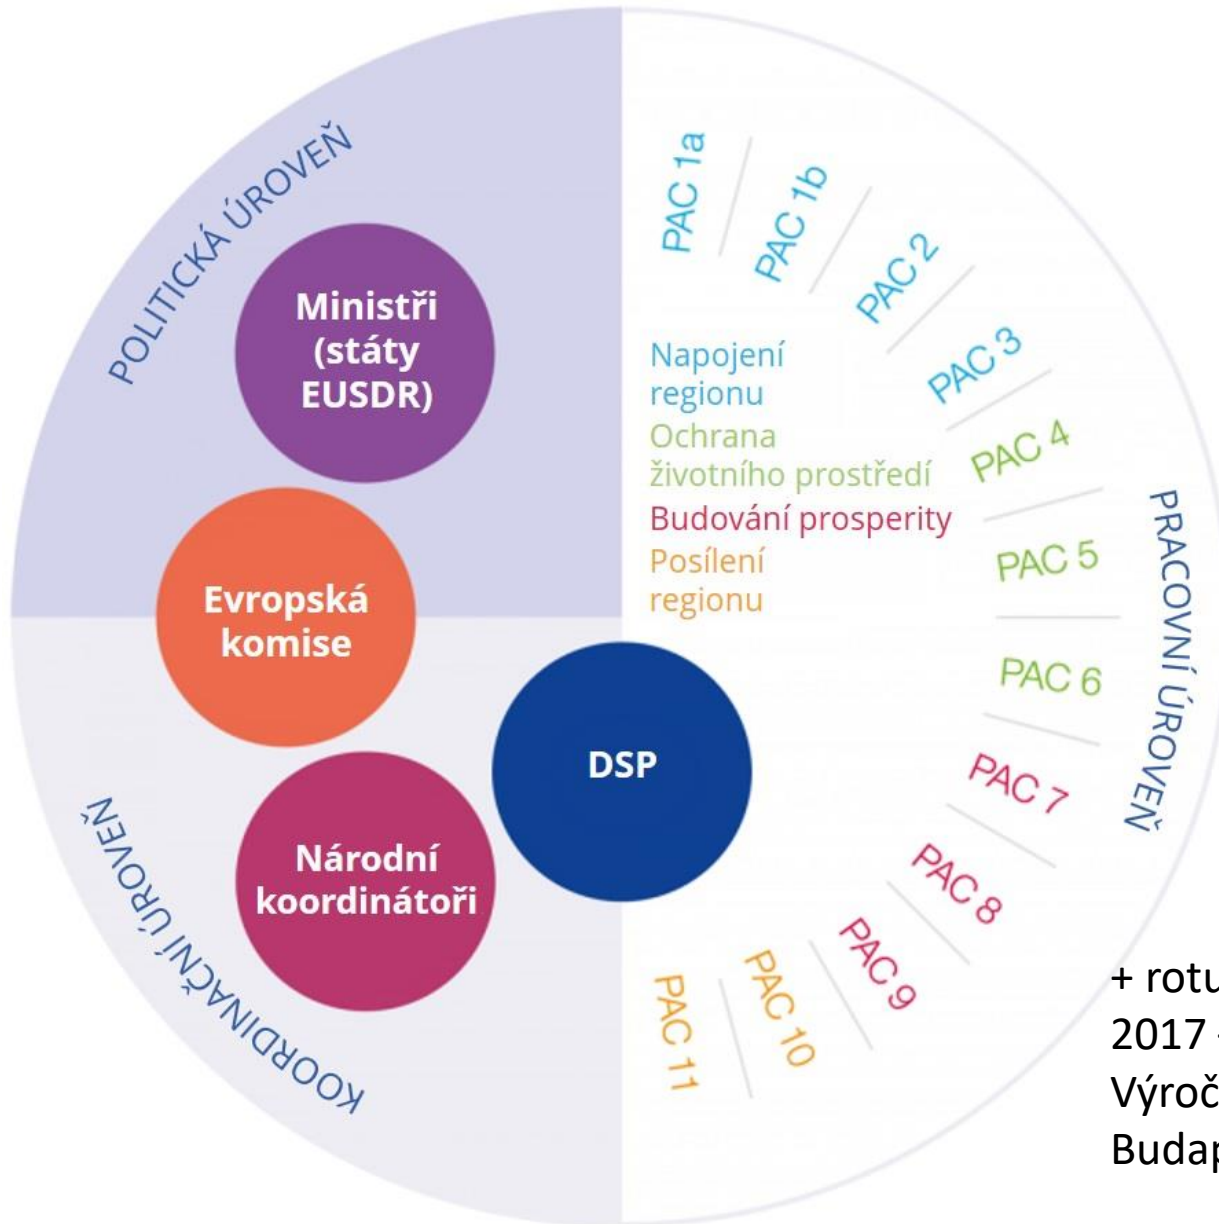 POLITICKÁ ÚROVEŇ
Ministři
(státy
EUSDR)
Evropská
komise
Národní
koordinátoři
KOORDINAČNÍ ÚROVEŇ
DSP
Napojení
regionu
Ochrana
životního prostředí
Budování prosperity
Posílení
regionu
PAC 1a
PAC 1b
PAC 2
PAC 3
PAC 4
PAC 5
PAC 6
PAC 7
PAC 8
PAC 9
PAC 10
PAC 11
PRACOVNÍ ÚROVEŇ
+
2017